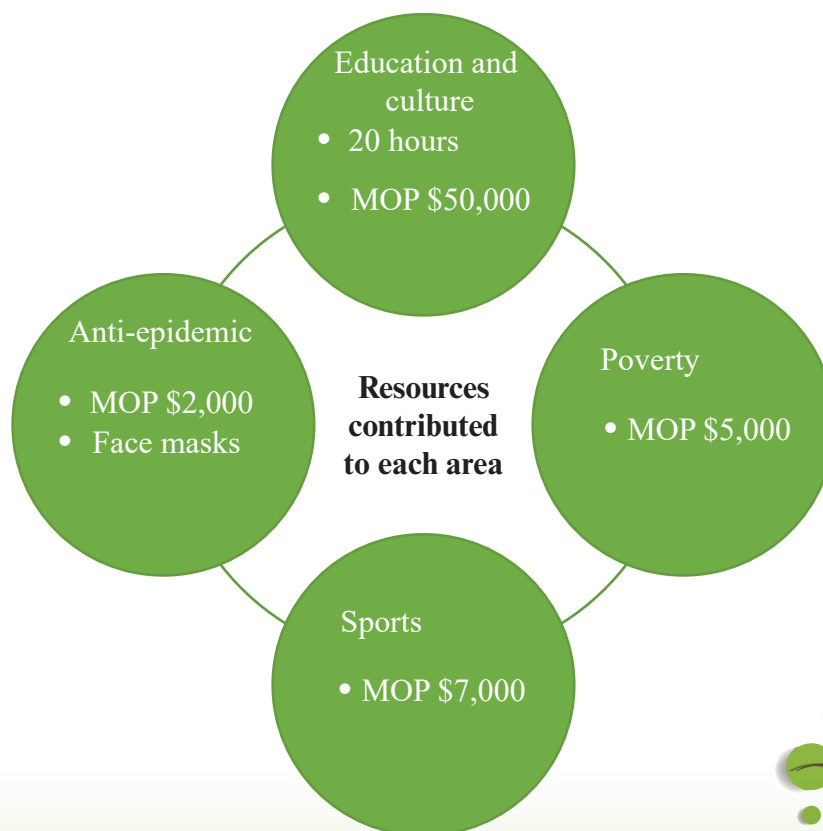 Education and
culture
• 20 hours
• MOP $50,000
Anti-epidemic
• MOP $2,000
• Face masks
Resources
contributed
to each area
Poverty
• MOP $5,000
Sports
• MOP $7,000